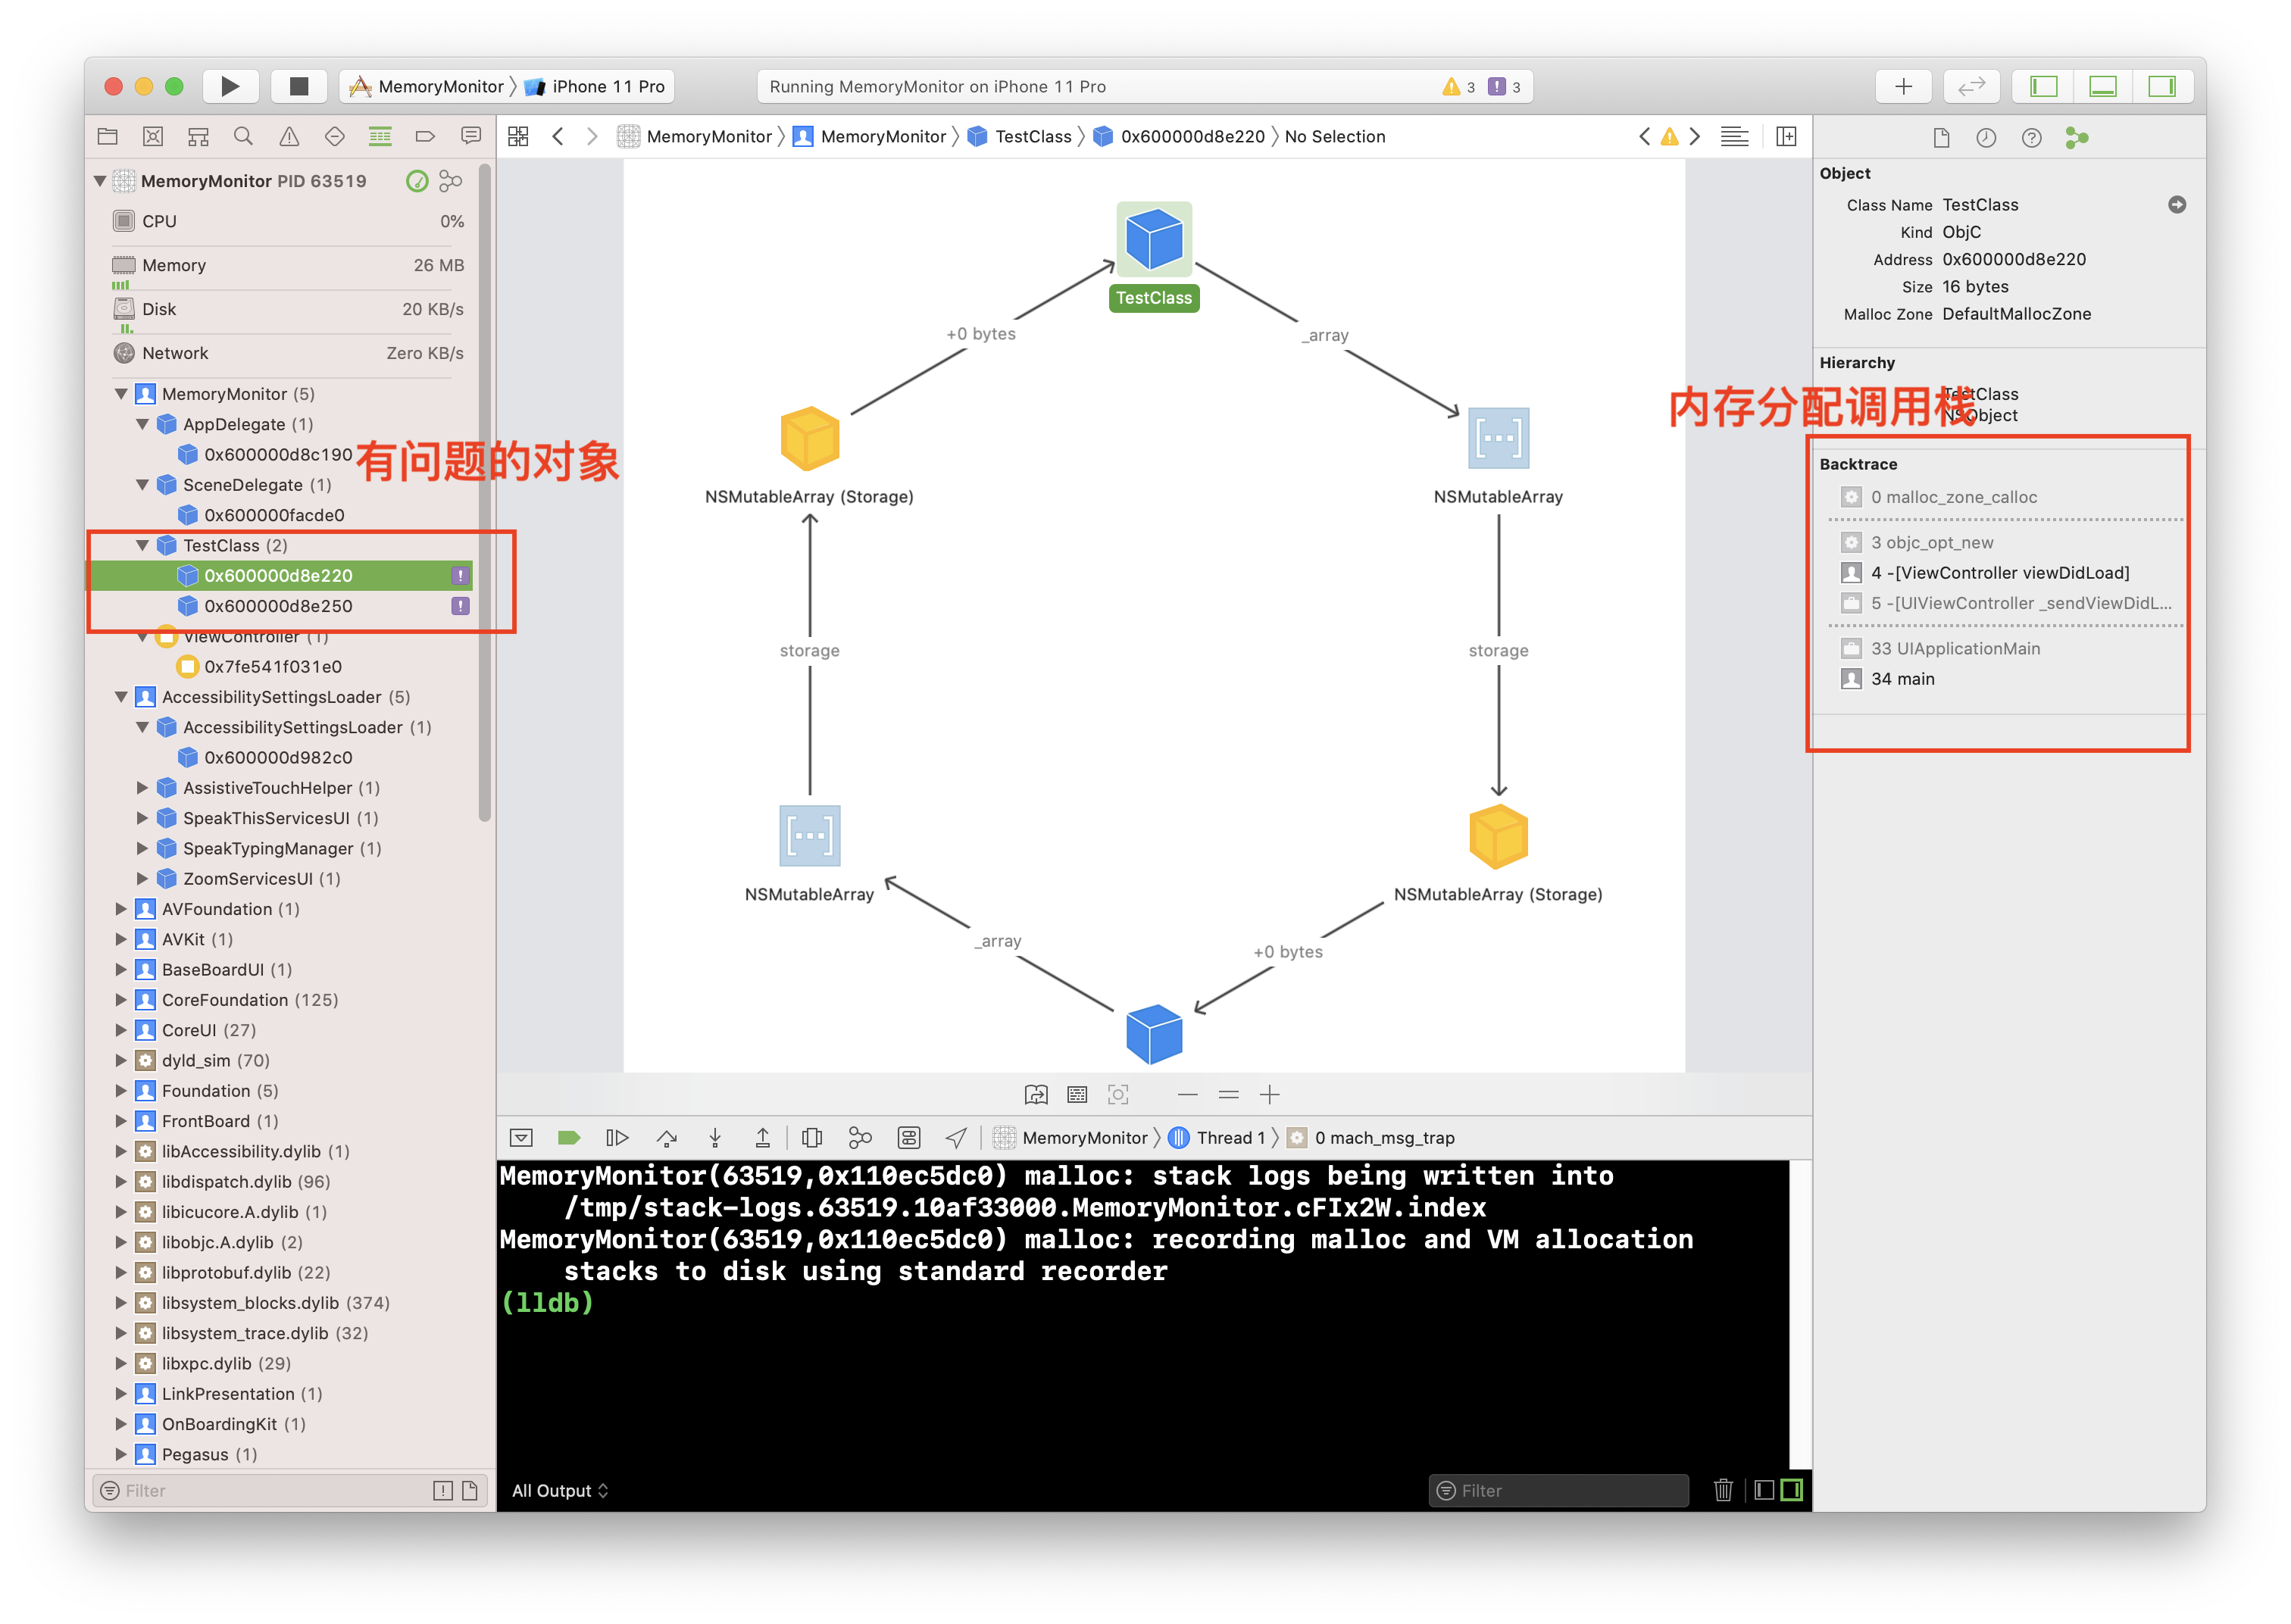 MemoryMonitor
iPhone 11 Pro
Running MemoryMonitor on iPhone 11 Pro
3
3
MemoryMonitor
MemoryMonitor
TestClass
0x600000d8e220
No Selection
MemoryMonitor PID 63519
CPU 0%
Memory 26 MB
Disk 20 KB/s
Network Zero KB/s
MemoryMonitor (5)
AppDelegate (1)
0x600000d8c190
SceneDelegate (1)
0x600000facde0
TestClass (2)
0x600000d8e220
0x600000d8e250
ViewController (1)
0x7fe541f031e0
AccessibilitySettingsLoader (5)
AccessibilitySettingsLoader (1)
0x600000d982c0
AssistiveTouchHelper (1)
SpeakThisServicesUI (1)
SpeakTypingManager (1)
ZoomServicesUI (1)
AVFoundation (1)
AVKit (1)
BaseBoardUI (1)
CoreFoundation (125)
CoreUI (27)
dyld_sim (70)
Foundation (5)
FrontBoard (1)
libAccessibility.dylib (1)
libdispatch.dylib (96)
libicucore.A.dylib (1)
libobjc.A.dylib (2)
libprotobuf.dylib (22)
libsystem_blocks.dylib (374)
libsystem_trace.dylib (32)
libxpc.dylib (29)
LinkPresentation (1)
OnBoardingKit (1)
Pegasus (1)
Filter
有问题的对象
TestClass
+0 bytes
_array
NSMutableArray (Storage)
NSMutableArray
storage
storage
NSMutableArray
NSMutableArray (Storage)
_array
+0 bytes
MemoryMonitor
Thread 1
0 mach_msg_trap
MemoryMonitor(63519,0x110ec5dc0) malloc: stack logs being written into
/tmp/stack-logs.63519.10af33000.MemoryMonitor.cFIx2W.index
MemoryMonitor(63519,0x110ec5dc0) malloc: recording malloc and VM allocation
stacks to disk using standard recorder
(lldb)
All Output
Filter
Object
Class Name TestClass
Kind ObjC
Address 0x600000d8e220
Size 16 bytes
Malloc Zone DefaultMallocZone
Hierarchy
TestClass
NSObject
内存分配调用栈
Backtrace
0 malloc_zone_calloc
3 objc_opt_new
4 -[ViewController viewDidLoad]
5 -[UIViewController _sendViewDidL...
33 UIApplicationMain
34 main